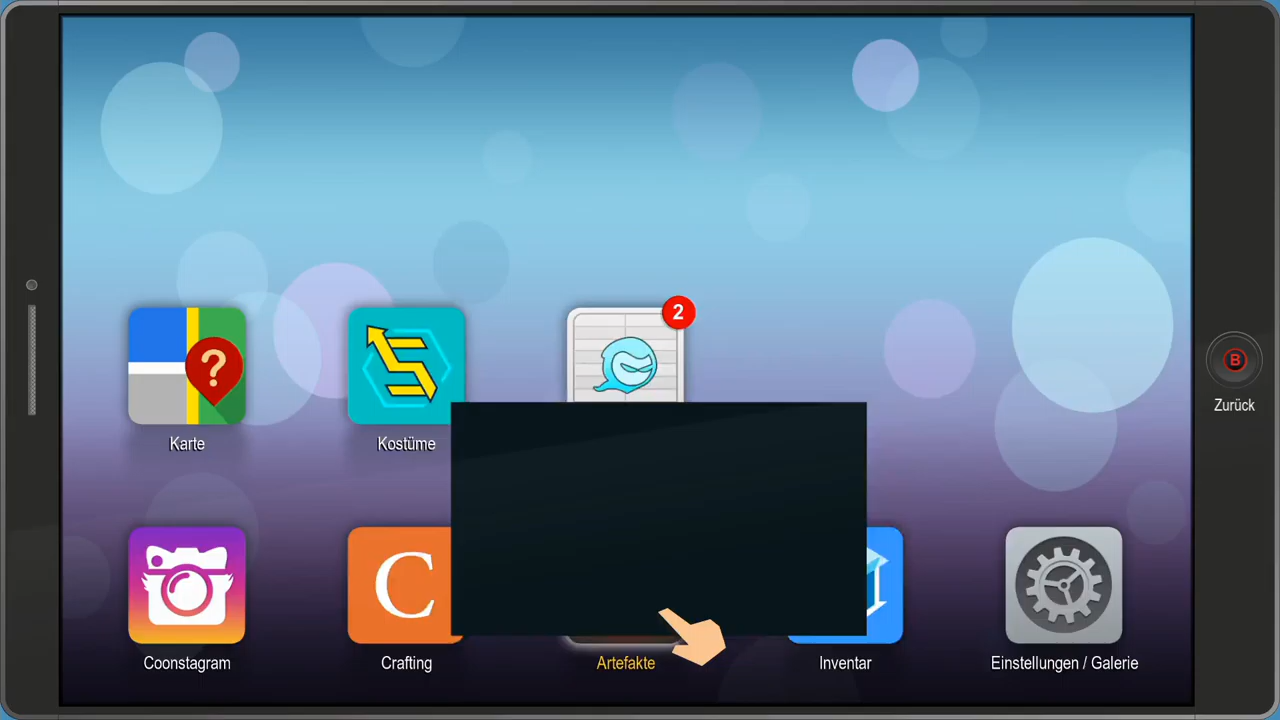 2
?
B
Zurück
Karte
Kostüme
C
Coonstagram
Crafting
Artefakte
Inventar
Einstellungen / Galerie